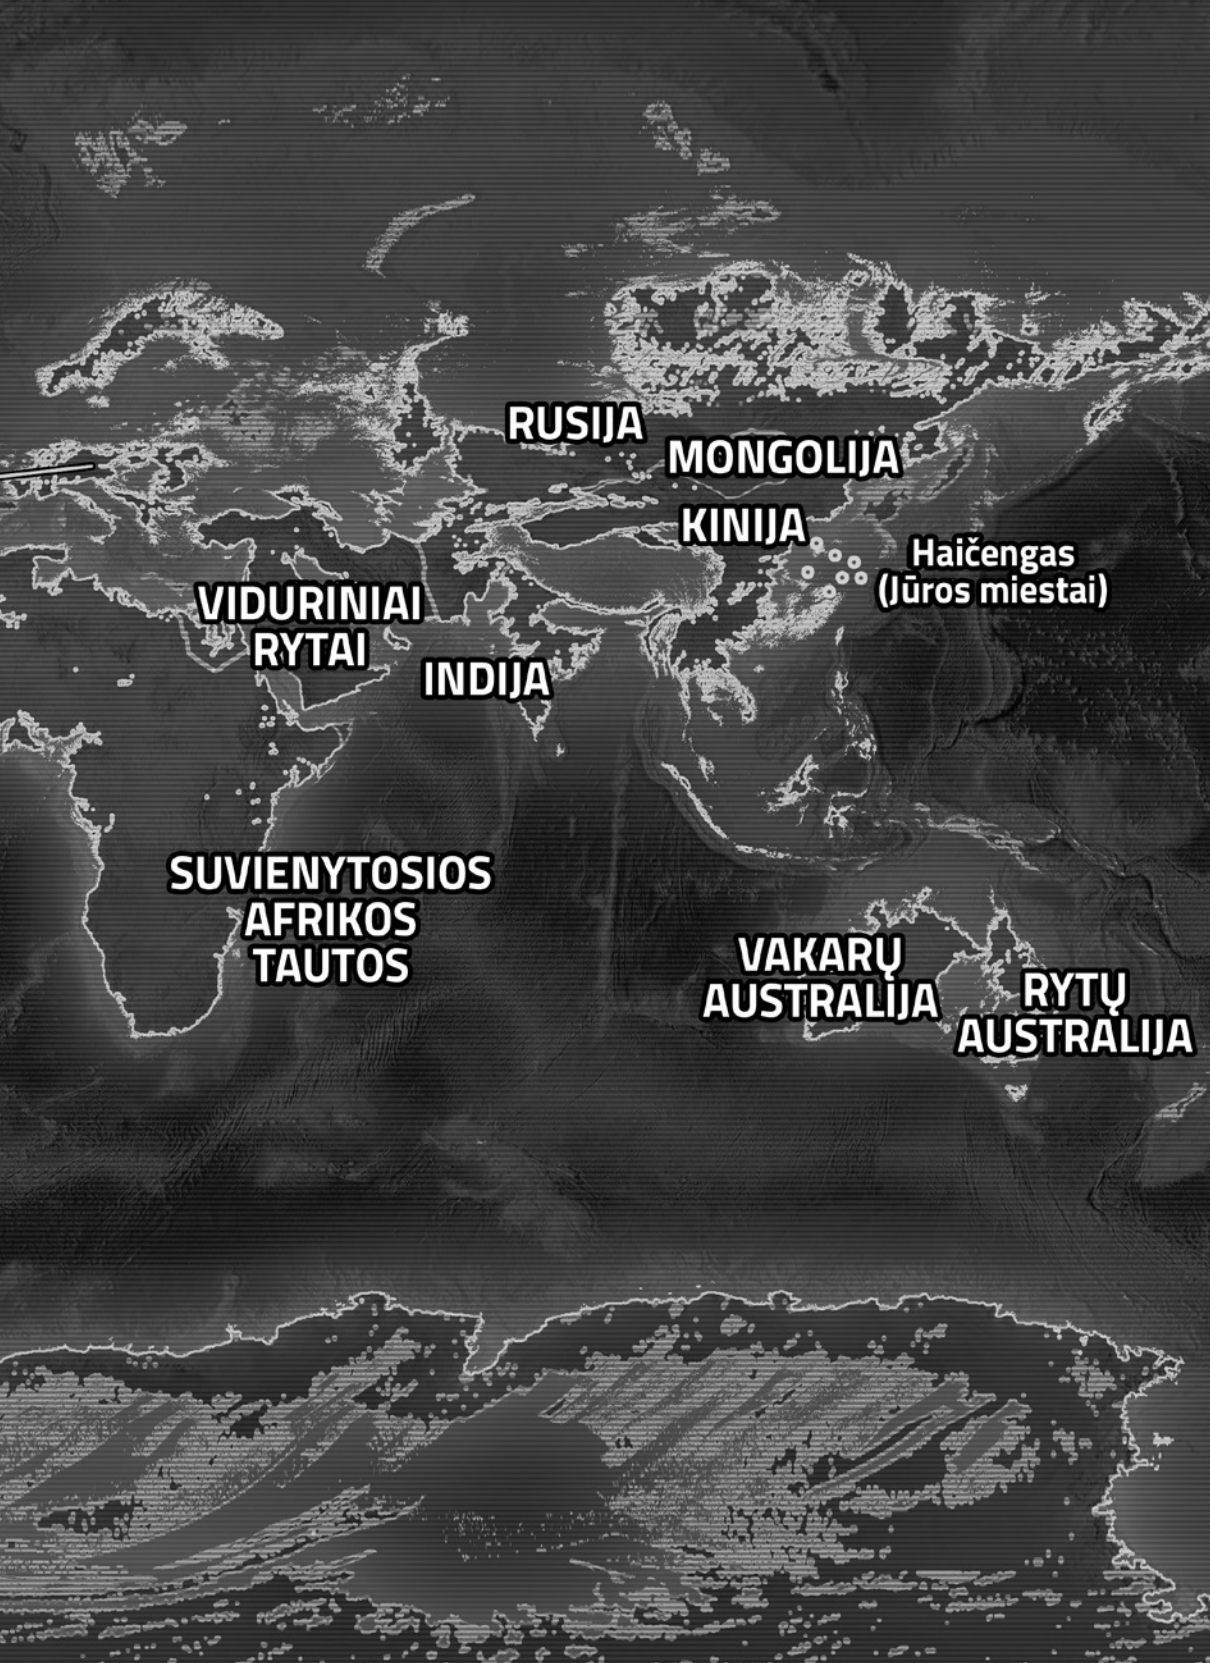 RUSIJA
MONGOLIJA
KINIJA
Haičengas
(Jūros miestai)
VIDURINIAI
RYTAI
INDIJA
SUVIENYTOSIOS
AFRIKOS
TAUTOS
VAKARŲ
AUSTRALIJA
RYTŲ
AUSTRALIJA